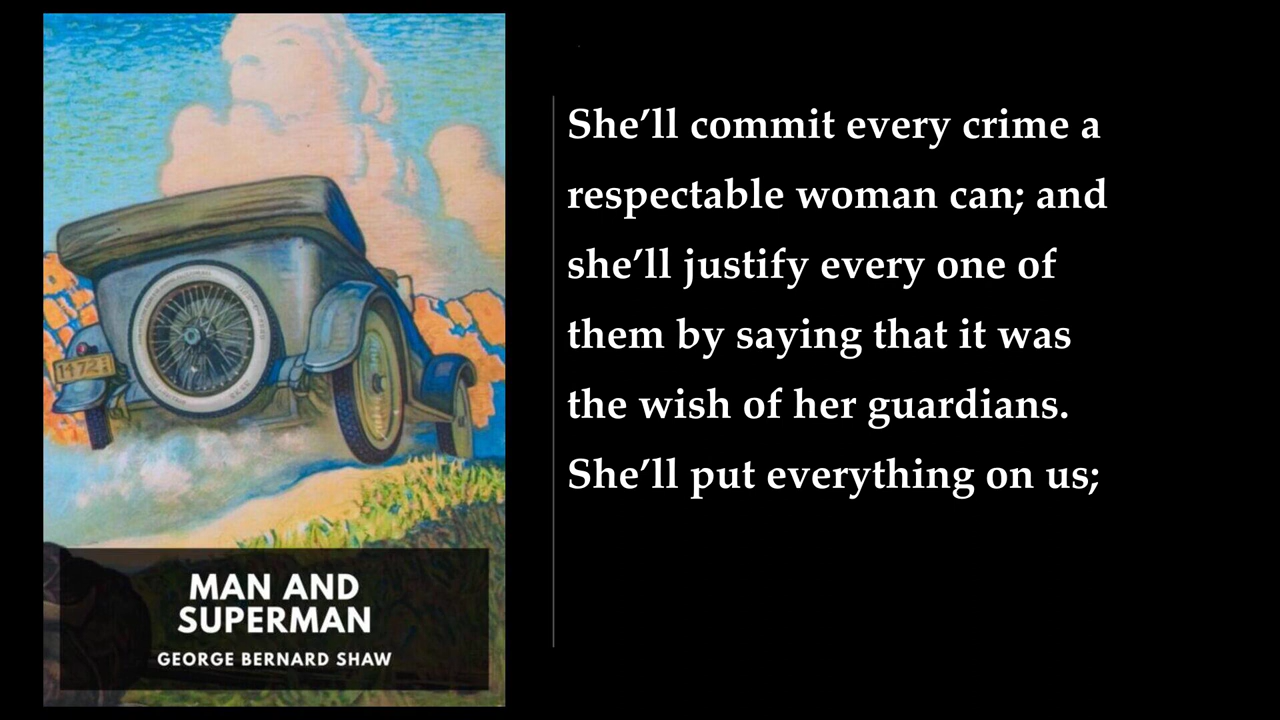 She’ll commit every crime a
respectable woman can; and
she’ll justify every one of
them by saying that it was
the wish of her guardians.
She’ll put everything on us;
1472
MAN AND
SUPERMAN
GEORGE BERNARD SHAW